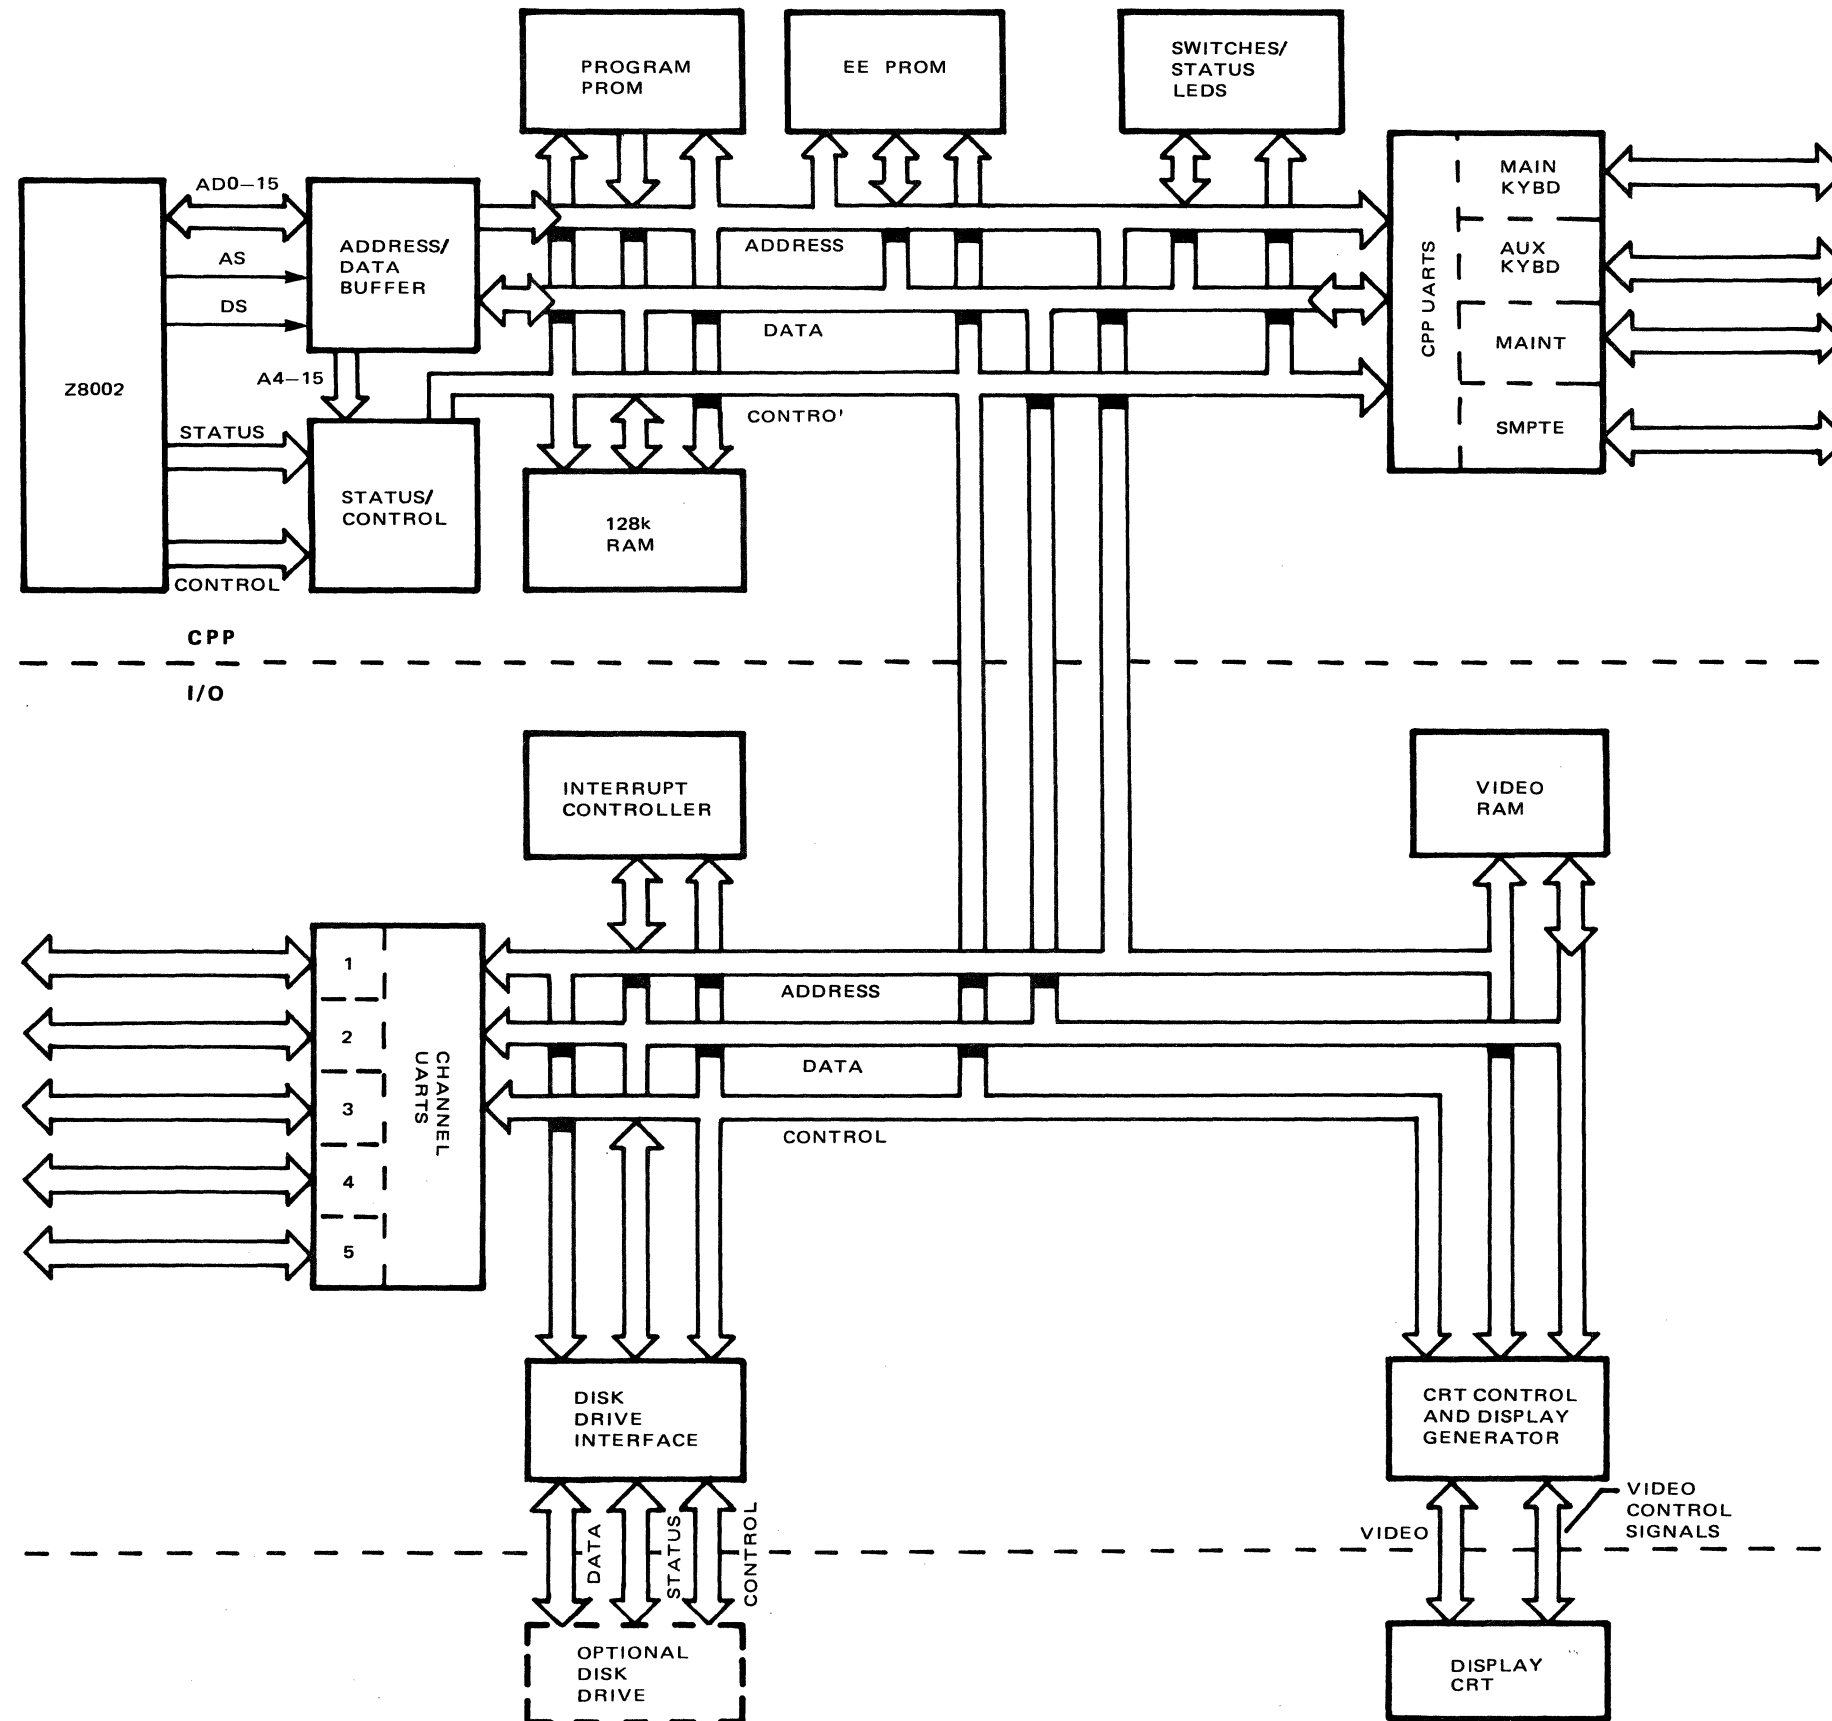 PROGRAM
PROM
EE PROM
SWITCHES/
STATUS
LEDS
Z8002
AD0–15
AS
DS
ADDRESS/
DATA
BUFFER
A4–15
STATUS
CONTROL
STATUS/
CONTROL
ADDRESS
DATA
CONTRO'
128k
RAM
CPP UARTS
MAIN
KYBD
AUX
KYBD
MAINT
SMPTE
CPP
I/O
INTERRUPT
CONTROLLER
VIDEO
RAM
1
2
3
4
5
CHANNEL
UARTS
ADDRESS
DATA
CONTROL
DISK
DRIVE
INTERFACE
CRT CONTROL
AND DISPLAY
GENERATOR
DATA
STATUS
CONTROL
VIDEO
VIDEO
CONTROL
SIGNALS
OPTIONAL
DISK
DRIVE
DISPLAY
CRT